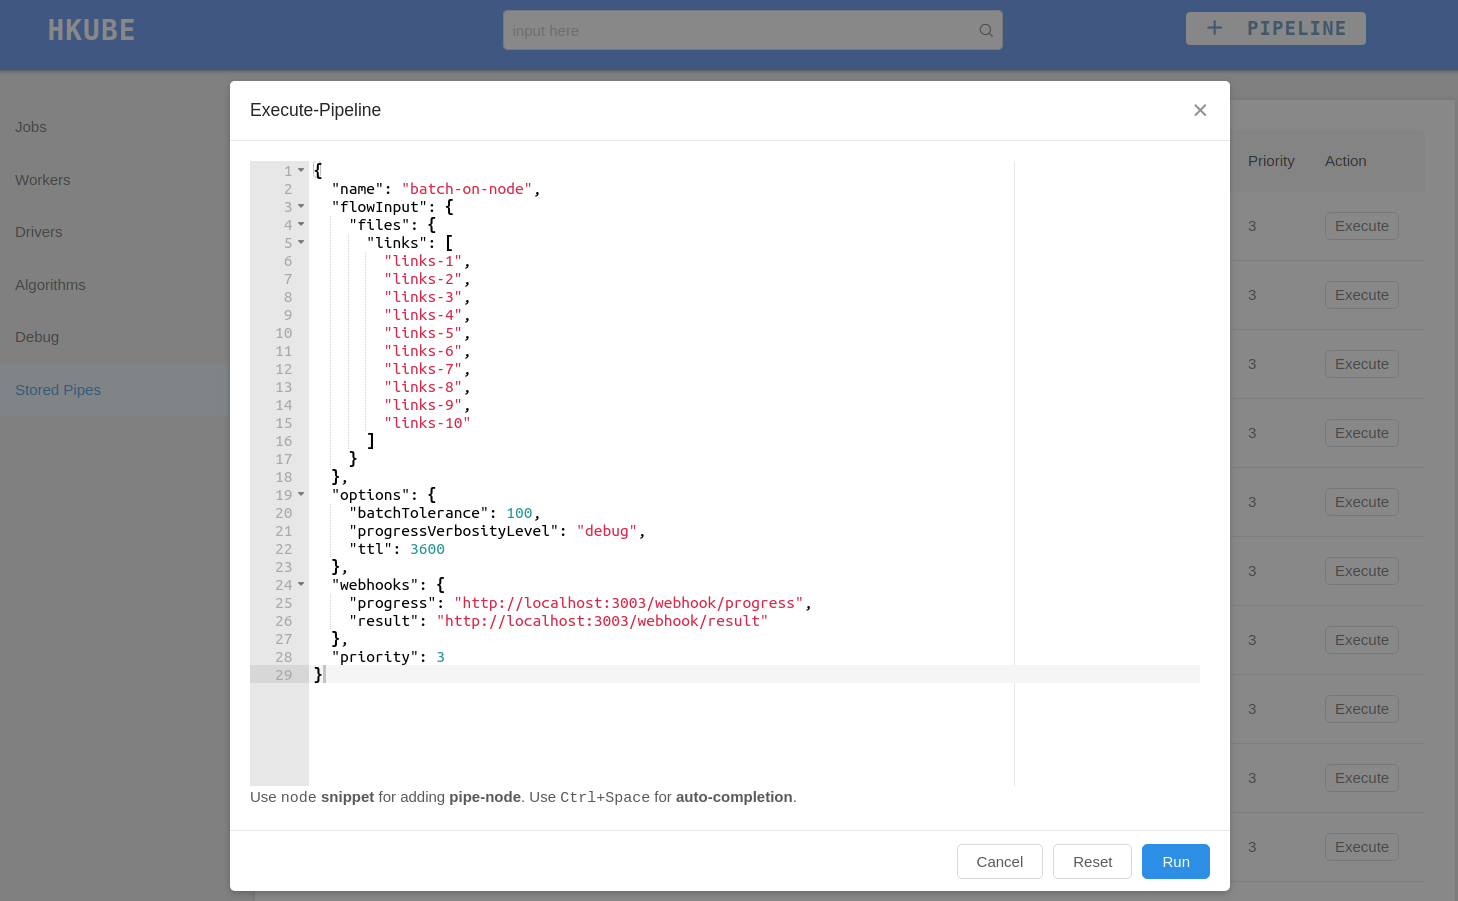 HKUBE
input here
+ PIPELINE
Jobs
Workers
Drivers
Algorithms
Debug
Stored Pipes
Priority Action
3 Execute
3 Execute
3 Execute
3 Execute
3 Execute
3 Execute
3 Execute
3 Execute
3 Execute
3 Execute
Execute-Pipeline
1 {
2   "name": "batch-on-node",
3   "flowInput": {
4     "files": {
5       "links": [
6         "links-1",
7         "links-2",
8         "links-3",
9         "links-4",
10         "links-5",
11         "links-6",
12         "links-7",
13         "links-8",
14         "links-9",
15         "links-10"
16       ]
17     }
18   },
19   "options": {
20     "batchTolerance": 100,
21     "progressVerbosityLevel": "debug",
22     "ttl": 3600
23   },
24   "webhooks": {
25     "progress": "http://localhost:3003/webhook/progress",
26     "result": "http://localhost:3003/webhook/result"
27   },
28   "priority": 3
29 }
Use node snippet for adding pipe-node. Use Ctrl+Space for auto-completion.
Cancel Reset Run